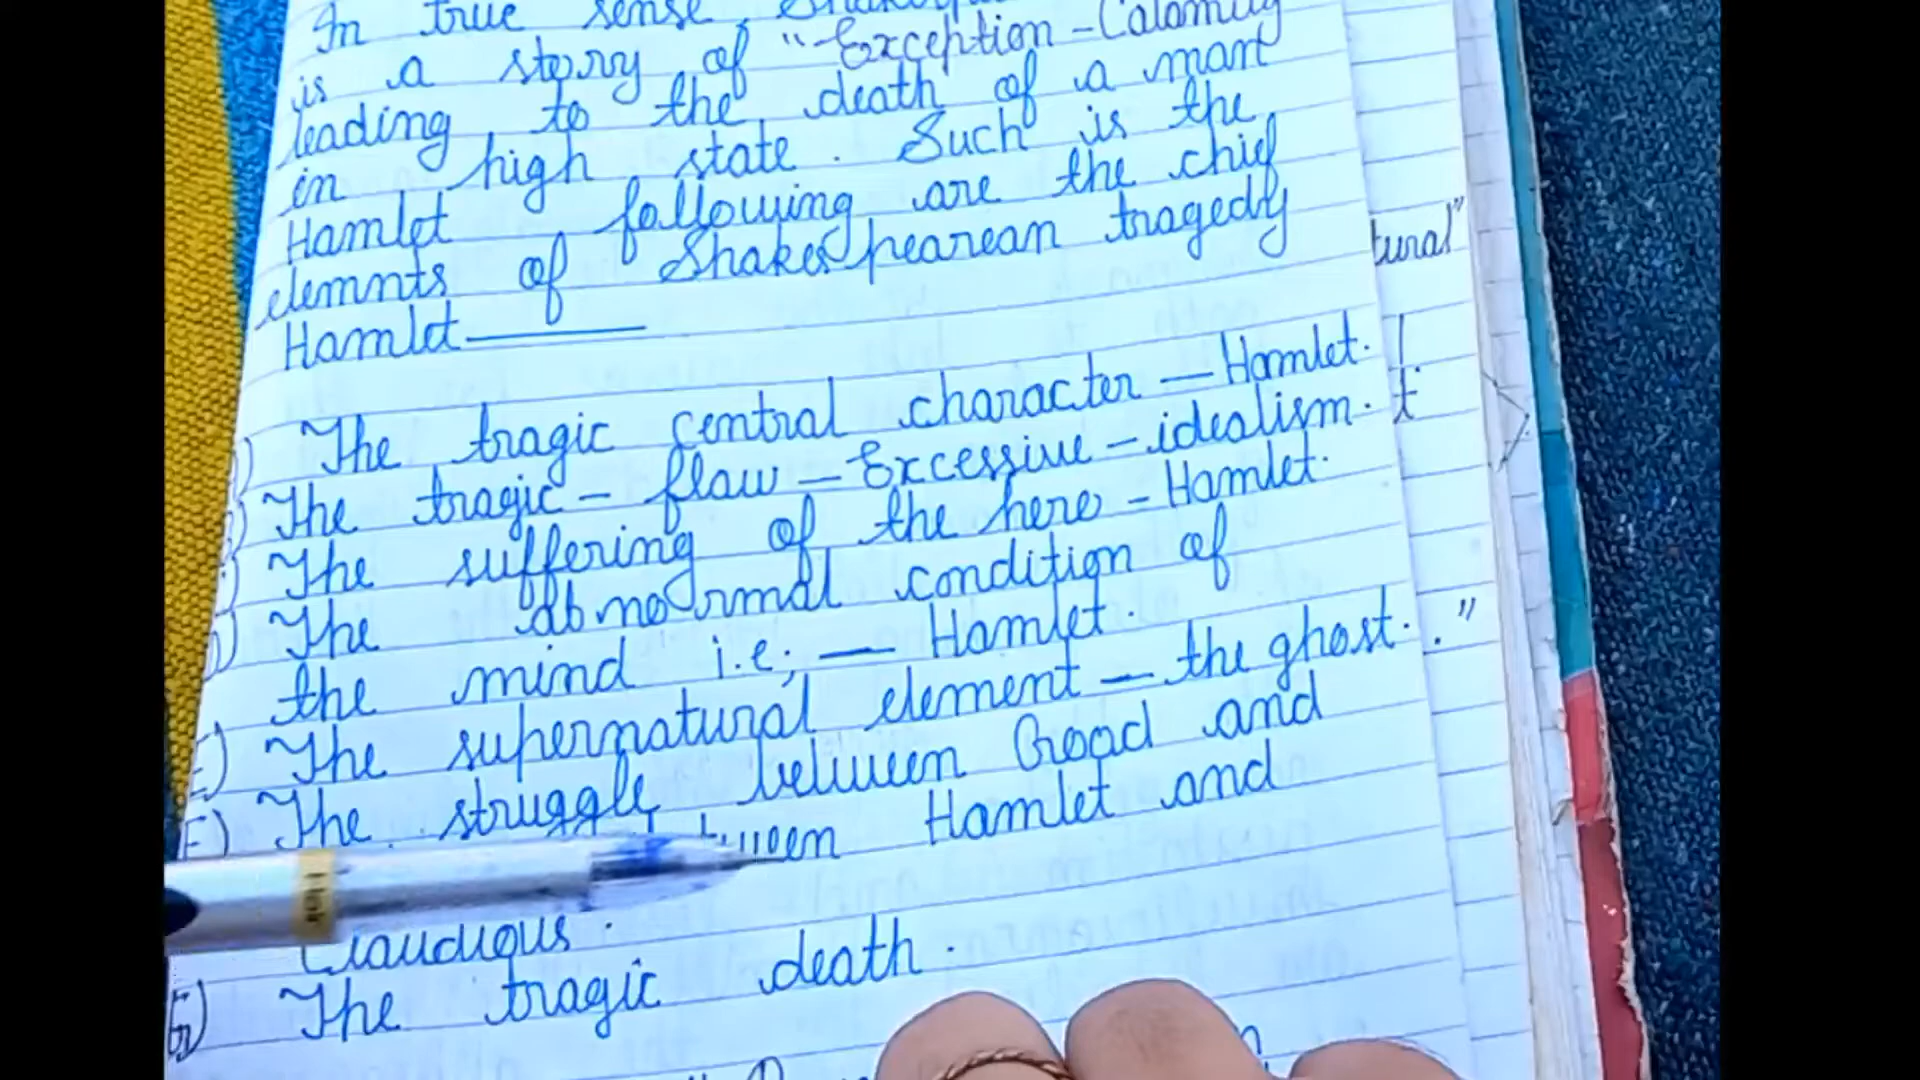 In true sense,
is a story of "Exception - Calamity
leading to the death of a man
in high state. Such is the
Hamlet following are the chief
elemnts of Shakespearean tragedy
Hamlet —
tural"
) The tragic central character — Hamlet.
) The tragic - flaw — Excessive - idealism. t
) The suffering of the hero - Hamlet.
) The abnormal condition of
the mind i.e; — Hamlet.
E) The supernatural element — the ghost. ."
F) The struggle between Good and
Hamlet and
Claudious.
G) The tragic death.